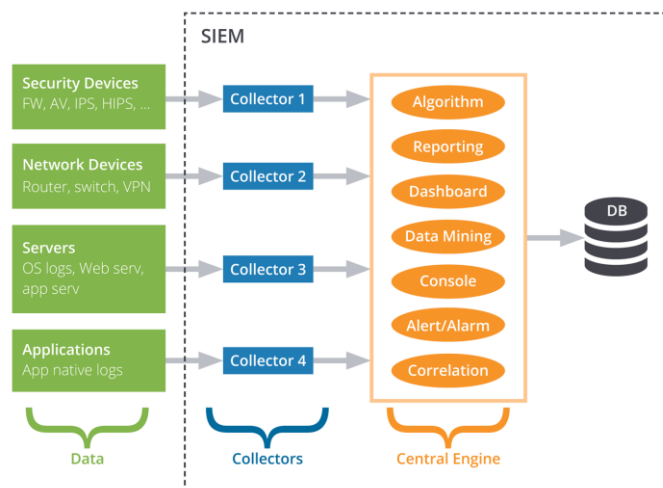 SIEM
Security Devices
FW, AV, IPS, HIPS, ...
Network Devices
Router, switch, VPN
Servers
OS logs, Web serv,
app serv
Applications
App native logs
Collector 1
Collector 2
Collector 3
Collector 4
Algorithm
Reporting
Dashboard
Data Mining
Console
Alert/Alarm
Correlation
DB
Data
Collectors
Central Engine